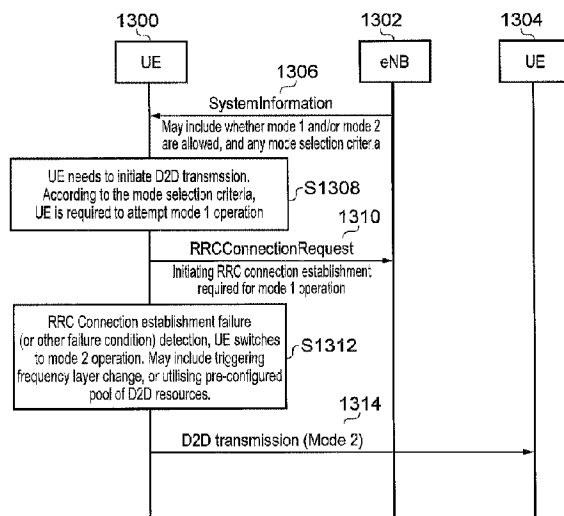 1300
1302
1304
UE
eNB
UE
1306
SystemInformation
May include whether mode 1 and/or mode 2
are allowed, and any mode selection criteria
UE needs to initiate D2D transmssion.
According to the mode selection criteria,
UE is required to attempt mode 1 operation
S1308
1310
RRCConnectionRequest
Initiating RRC connection establishment
required for mode 1 operation
RRC Connection establishment failure
(or other failure condition) detection, UE switches
to mode 2 operation. May include triggering
frequency layer change, or utilising pre-configured
pool of D2D resources.
S1312
1314
D2D transmission (Mode 2)